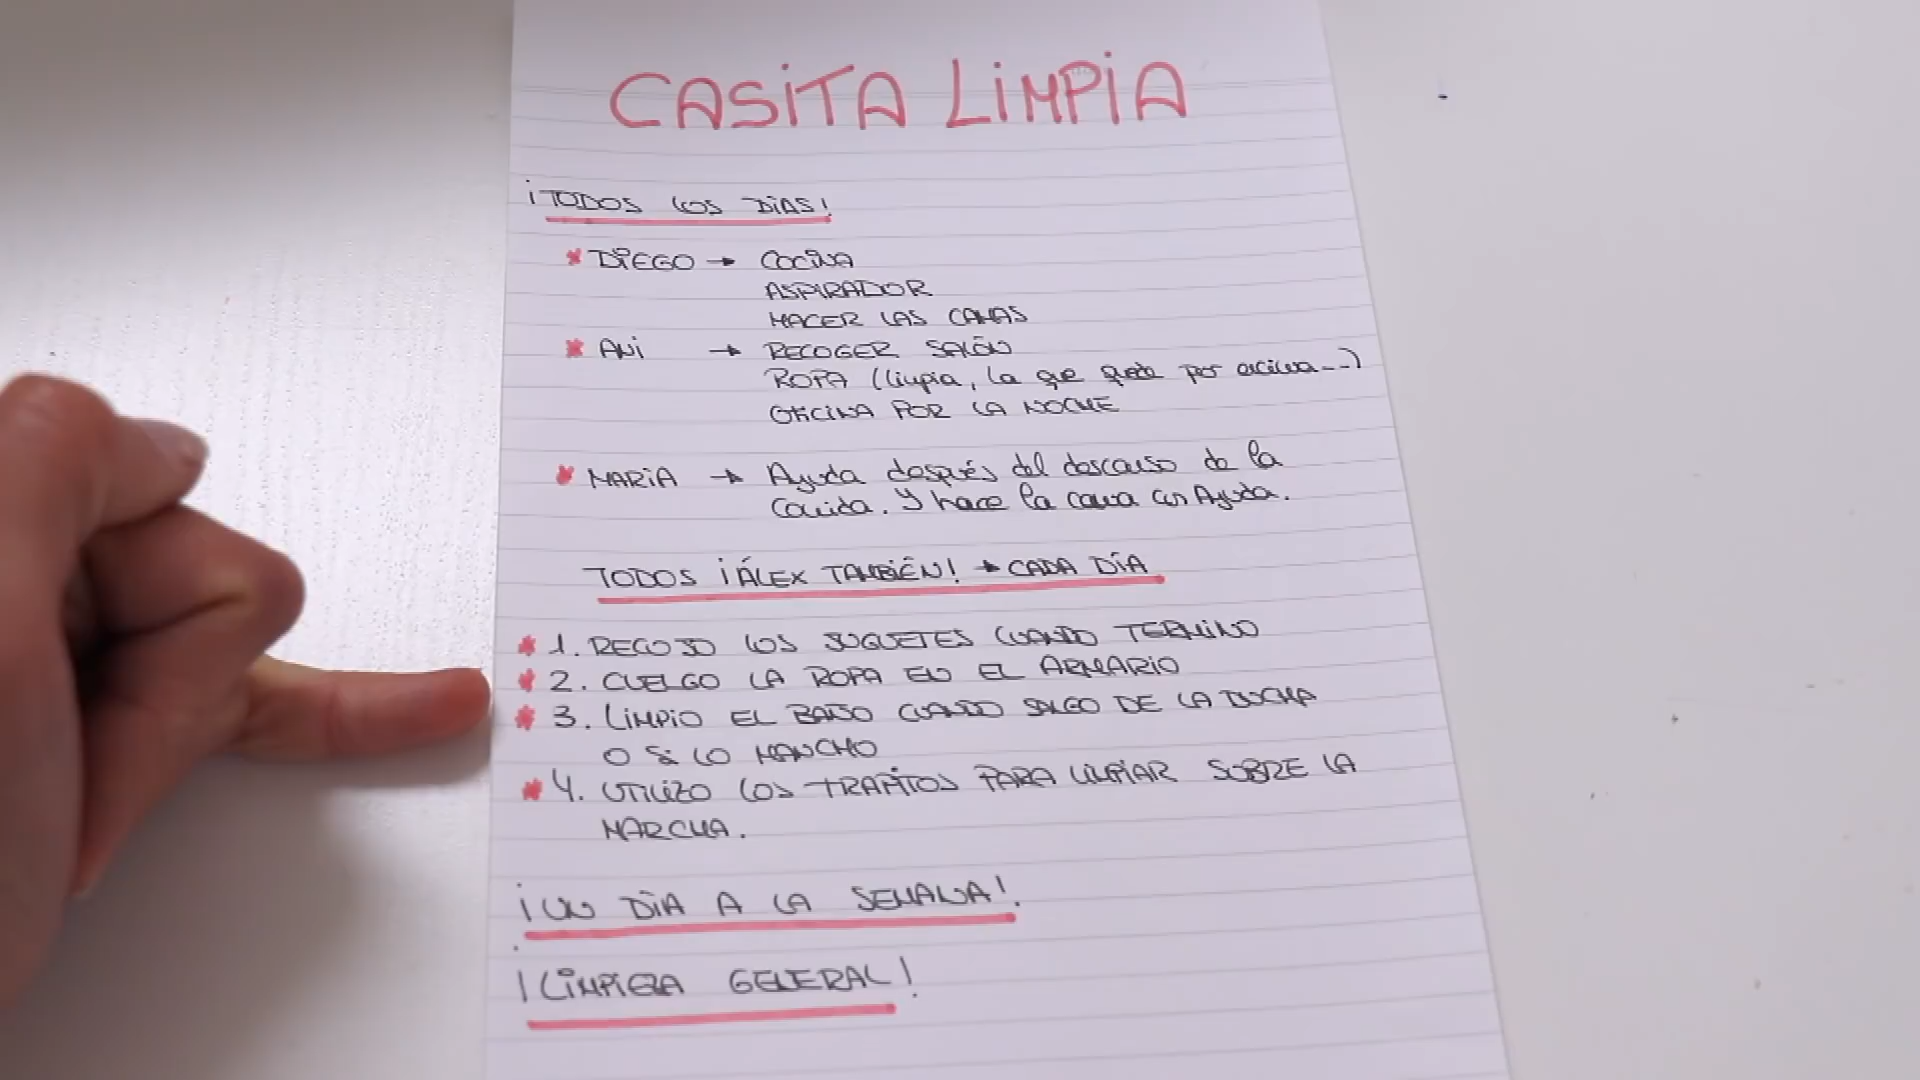 CASITA LIMPIA
¡TODOS LOS DÍAS!
* DIEGO → COCINA
ASPIRADOR
HACER LAS CAMAS
* ANI → RECOGER SALÓN
ROPA (limpia, la que queda por encima--)
OFICINA POR LA NOCHE
* MARIA → Ayuda después del descanso de la
comida. Y hace la cama con Ayuda.
TODOS ¡ÁLEX TAMBIÉN! → CADA DÍA
* 1. RECOJO LOS JUGUETES CUANDO TERMINO
* 2. CUELGO LA ROPA EN EL ARMARIO
* 3. LIMPIO EL BAÑO CUANDO SALGO DE LA DUCHA
O SI LO MANCHO
* 4. UTILIZO LOS TRAPITOS PARA LIMPIAR SOBRE LA
MARCHA.
¡UN DÍA A LA SEMANA!
¡LIMPIEZA GENERAL!